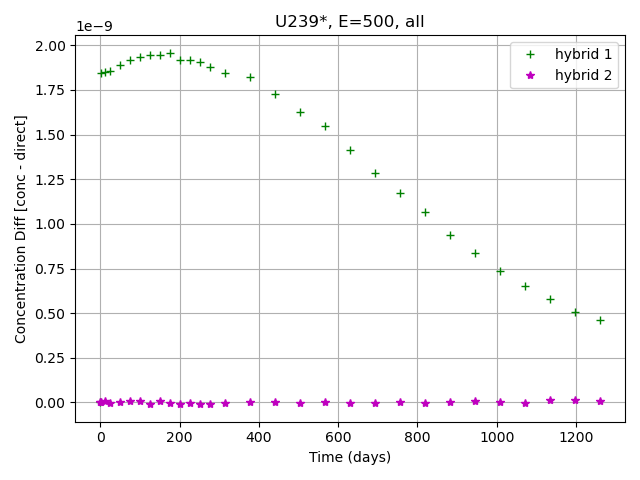 U239*, E=500, all
1e−9
hybrid 1
hybrid 2
2.00
1.75
1.50
1.25
1.00
0.75
0.50
0.25
0.00
Concentration Diff [conc - direct]
0 200 400 600 800 1000 1200
Time (days)